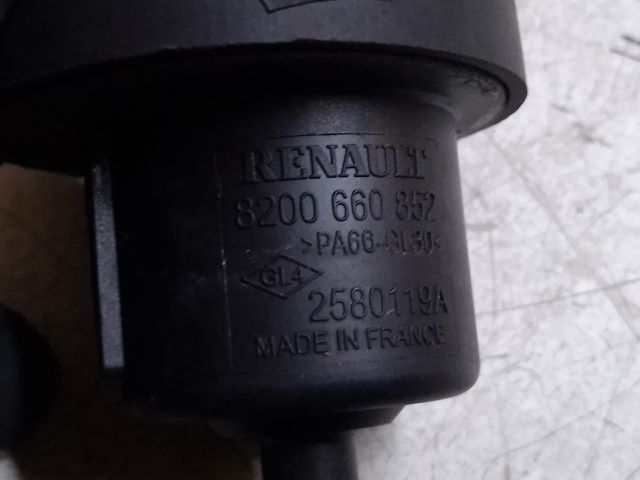 RENAULT
8200 660 852
>PA66-GF30<
GL4
2580119A
MADE IN FRANCE